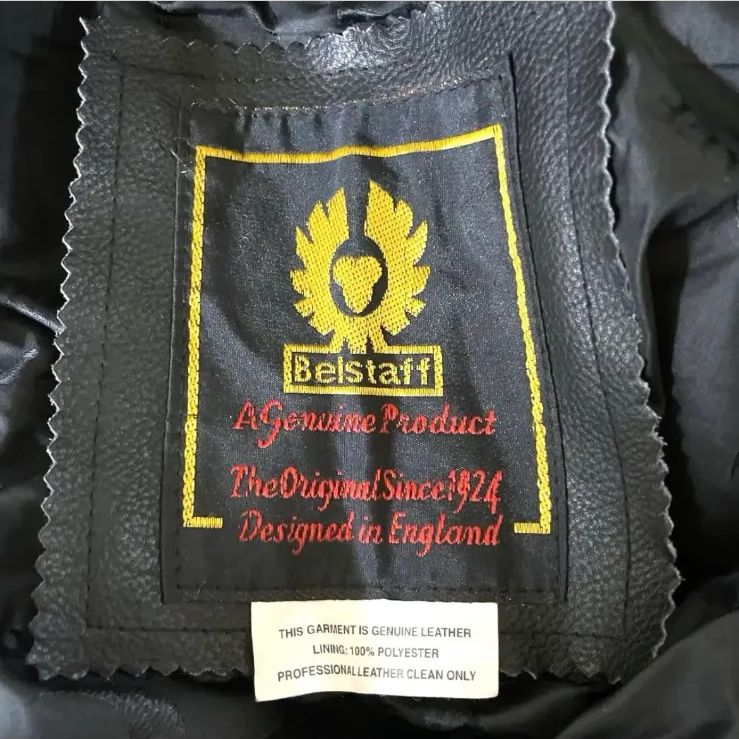 Belstaff
A Genuine Product
The Original Since 1924
Designed in England
THIS GARMENT IS GENUINE LEATHER
LINING: 100% POLYESTER
PROFESSIONAL LEATHER CLEAN ONLY